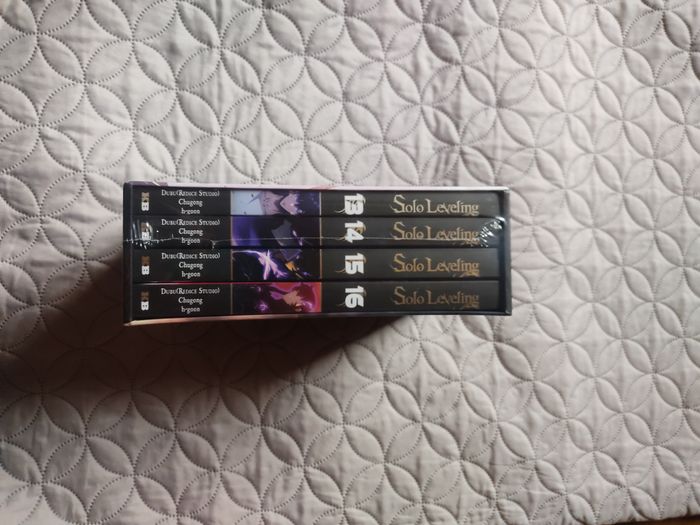 DUBU(REDICE STUDIO)
Chugong
h-goon
13
Solo Leveling
DUBU(REDICE STUDIO)
Chugong
h-goon
14
Solo Leveling
DUBU(REDICE STUDIO)
Chugong
h-goon
15
Solo Leveling
DUBU(REDICE STUDIO)
Chugong
h-goon
16
Solo Leveling